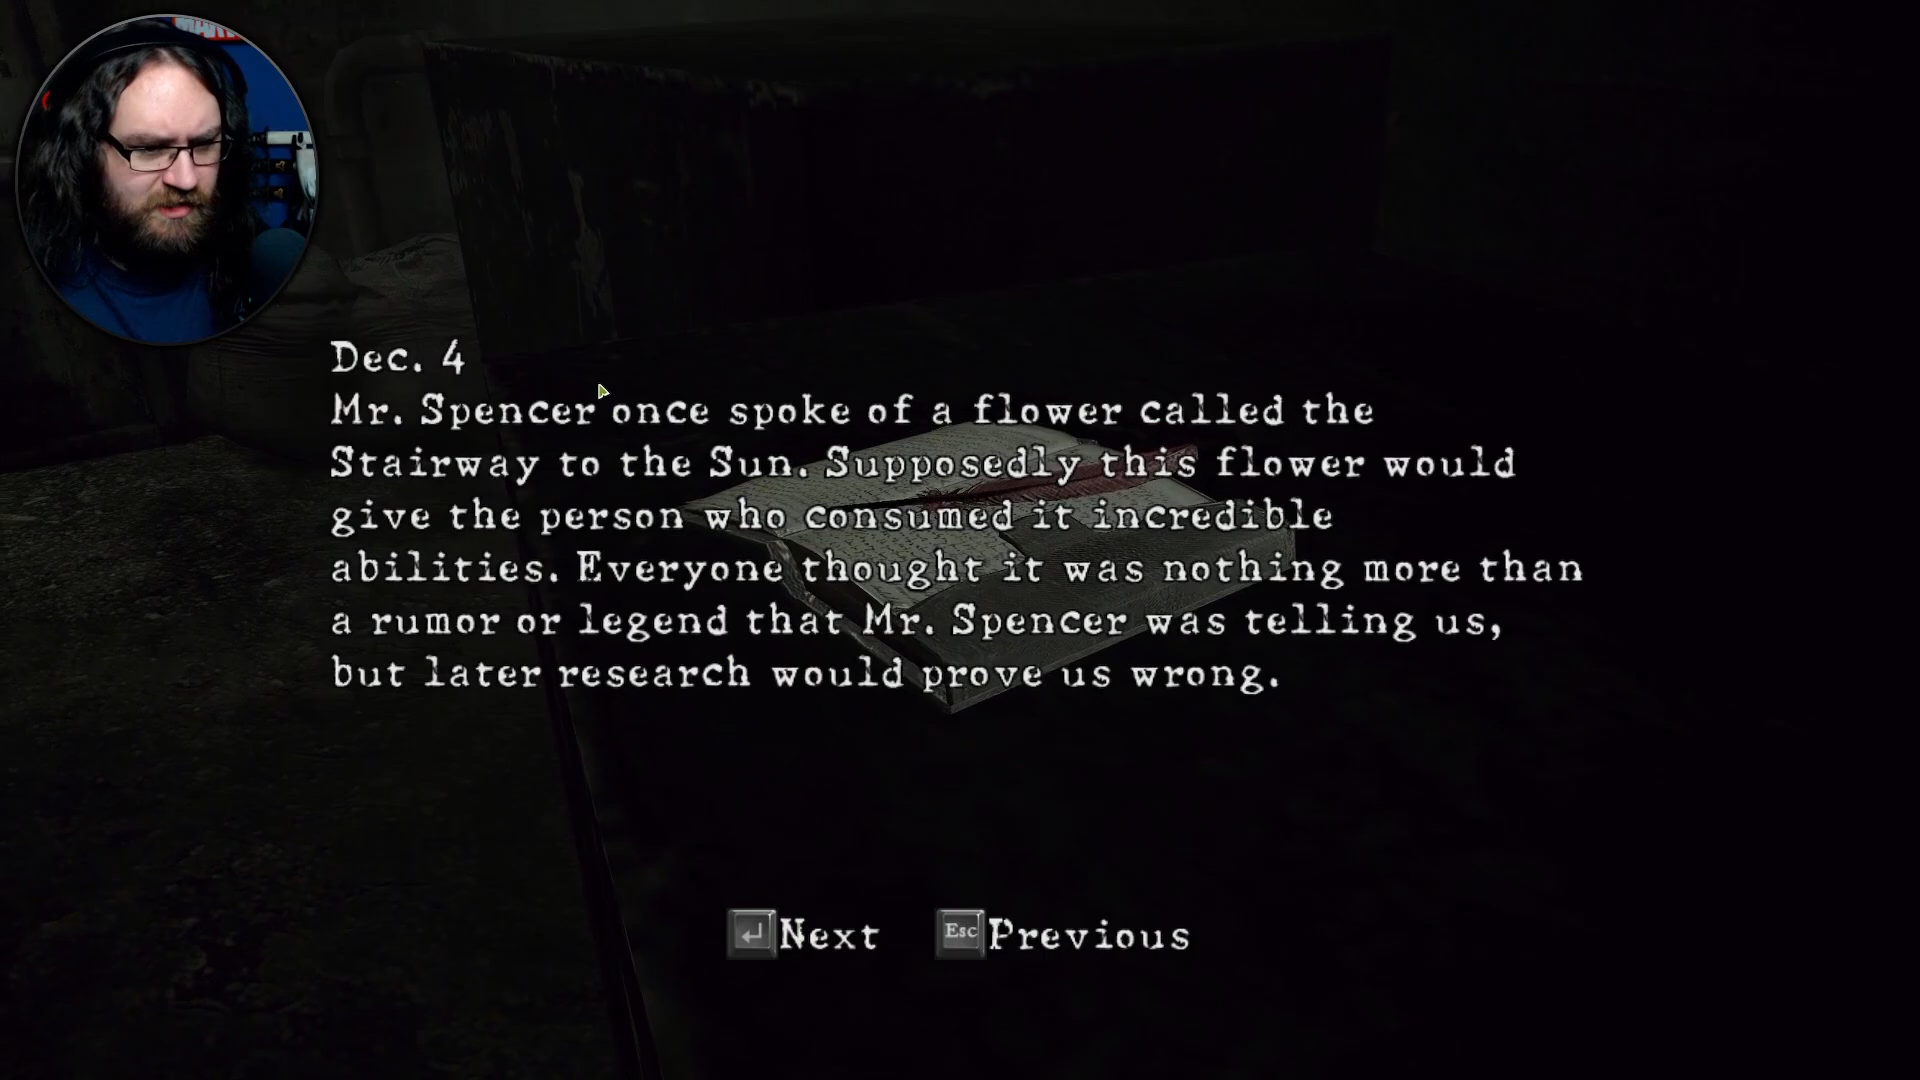 Dec. 4
Mr. Spencer once spoke of a flower called the
Stairway to the Sun. Supposedly this flower would
give the person who consumed it incredible
abilities. Everyone thought it was nothing more than
a rumor or legend that Mr. Spencer was telling us,
but later research would prove us wrong.
Next Esc Previous